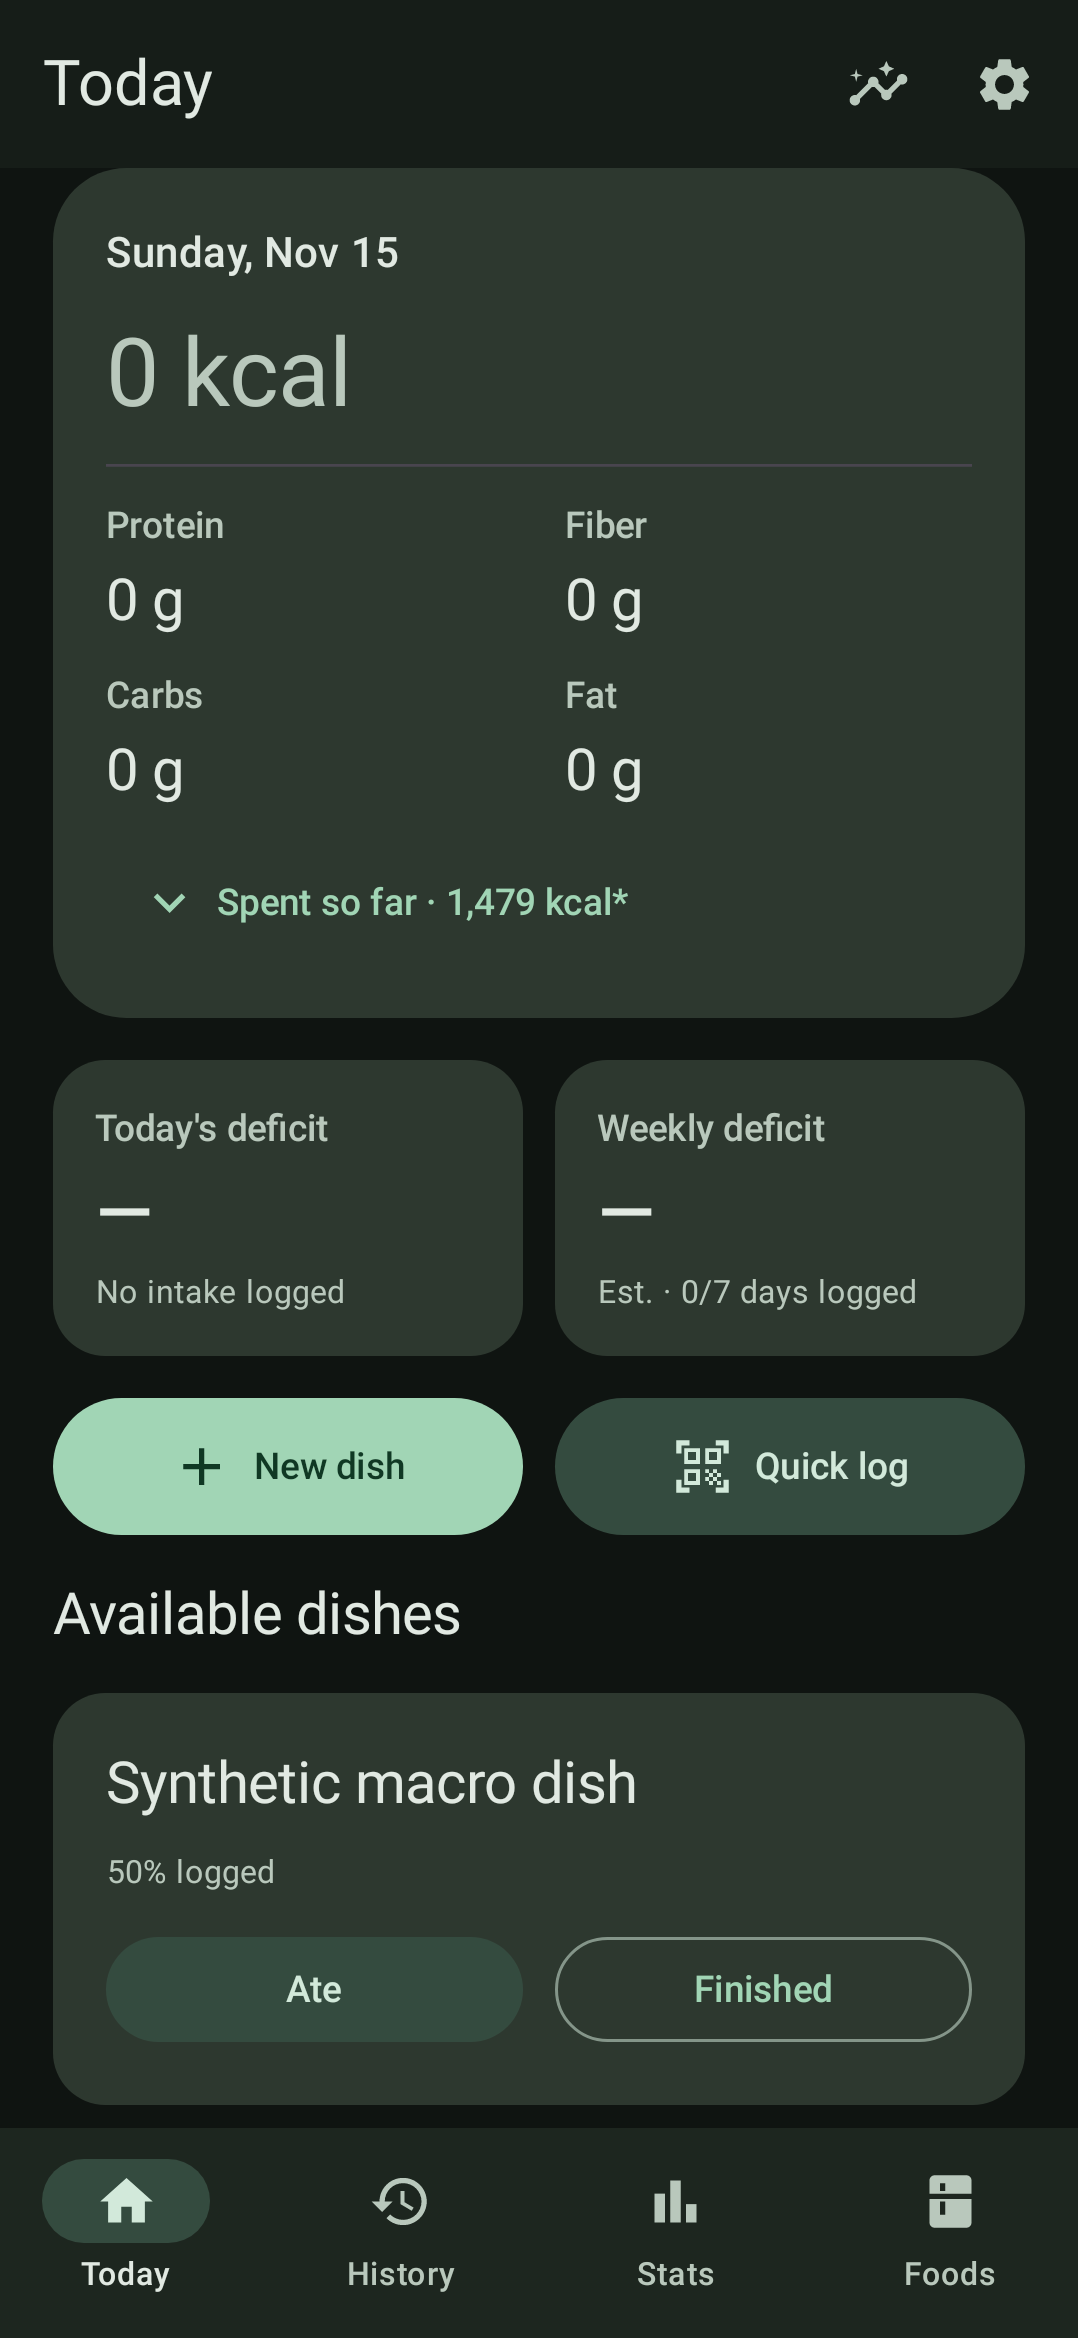 Today
Sunday, Nov 15
0 kcal
Protein
Fiber
0 g
0 g
Carbs
Fat
0 g
0 g
Spent so far · 1,479 kcal*
Today's deficit
Weekly deficit
—
—
No intake logged
Est. · 0/7 days logged
New dish
Quick log
Available dishes
Synthetic macro dish
50% logged
Ate
Finished
Today
History
Stats
Foods